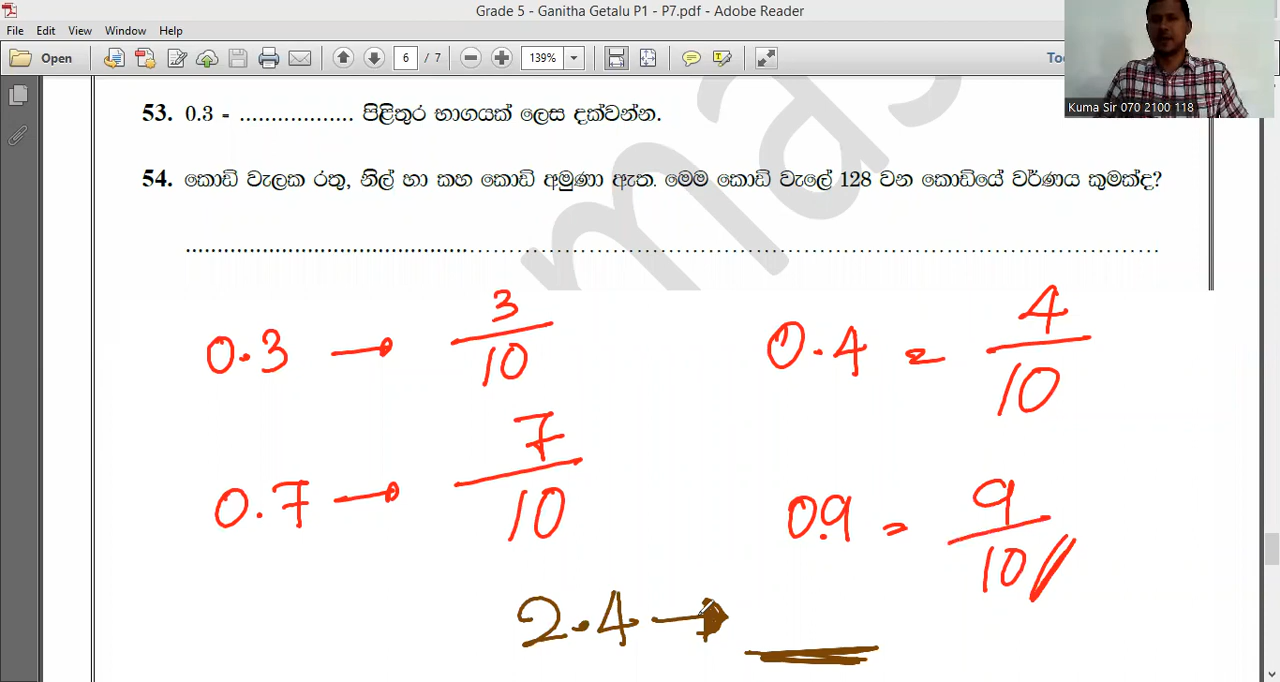 Grade 5 - Ganitha Getalu P1 - P7.pdf - Adobe Reader
File Edit View Window Help
Open 6 / 7 139% Too
Kuma Sir 070 2100 118
53. 0.3 - .................. පිළිතුර භාගයක් ලෙස දක්වන්න.
54. කොඩි වැලක රතු, නිල් හා කහ කොඩි අමුණා ඇත. මෙම කොඩි වැලේ 128 වන කොඩියේ වර්ණය කුමක්ද?
0.3 → 3/10 0.4 = 4/10
0.7 → 7/10 0.9 = 9/10
2.4 →